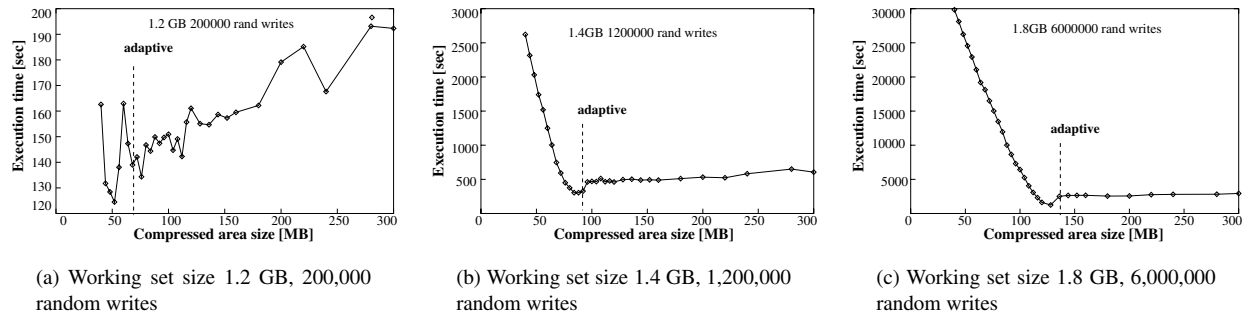 200
190
180
170
160
150
140
130
120
Execution time [sec]
1.2 GB 200000 rand writes
adaptive
0 50 100 150 200 250 300
Compressed area size [MB]
3000
2500
2000
1500
1000
500
Execution time [sec]
1.4GB 1200000 rand writes
adaptive
0 50 100 150 200 250 300
Compressed area size [MB]
30000
25000
20000
15000
10000
5000
Execution time [sec]
1.8GB 6000000 rand writes
adaptive
0 50 100 150 200 250 300
Compressed area size [MB]
(a) Working set size 1.2 GB, 200,000
random writes
(b) Working set size 1.4 GB, 1,200,000
random writes
(c) Working set size 1.8 GB, 6,000,000
random writes